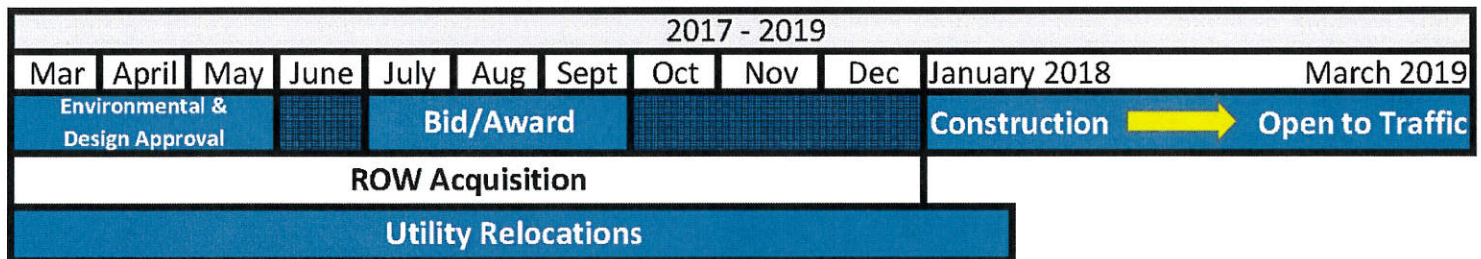 2017 - 2019
Mar April May June July Aug Sept Oct Nov Dec January 2018 March 2019
Environmental &
Design Approval
Bid/Award
Construction Open to Traffic
ROW Acquisition
Utility Relocations